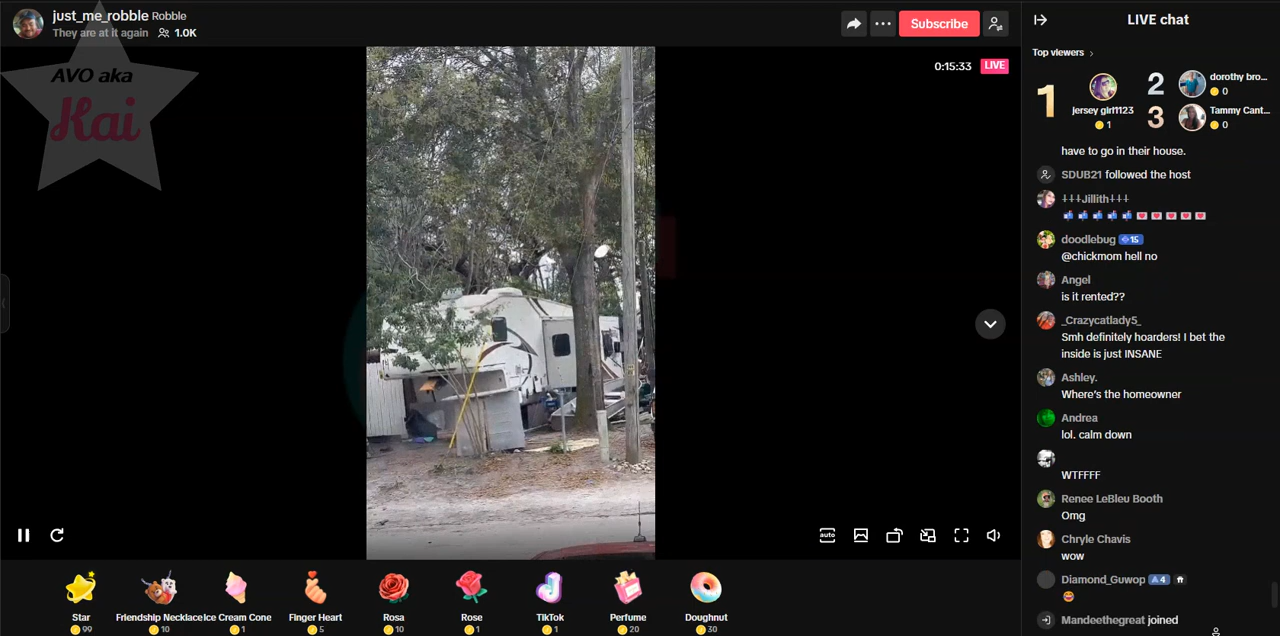 just_me_robble Robble
They are at it again 1.0K
Subscribe
AVO aka
Kai
0:15:33 LIVE
auto
Star
99
Friendship Necklace
10
Ice Cream Cone
1
Finger Heart
5
Rosa
10
Rose
1
TikTok
1
Perfume
20
Doughnut
30
LIVE chat
Top viewers
1
jersey girl1123
1
2
dorothy bro...
0
3
Tammy Cant...
0
have to go in their house.
SDUB21 followed the host
⸸⸸⸸Jillith⸸⸸⸸
doodlebug 15
@chickmom hell no
Angel
is it rented??
_Crazycatlady5_
Smh definitely hoarders! I bet the
inside is just INSANE
Ashley.
Where's the homeowner
Andrea
lol. calm down
WTFFFF
Renee LeBleu Booth
Omg
Chryle Chavis
wow
Diamond_Guwop 4
Mandeethegreat joined